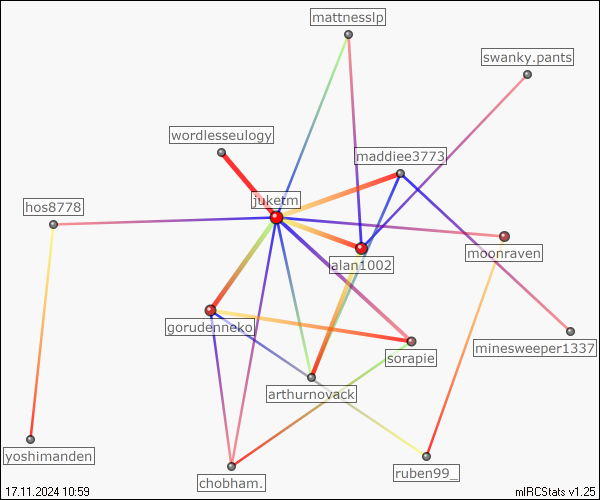 mattnesslp
swanky.pants
wordlesseulogy
maddiee3773
juketm
hos8778
moonraven
alan1002
gorudenneko
minesweeper1337
sorapie
arthurnovack
yoshimanden
ruben99_
chobham.
17.11.2024 10:59
mIRCStats v1.25